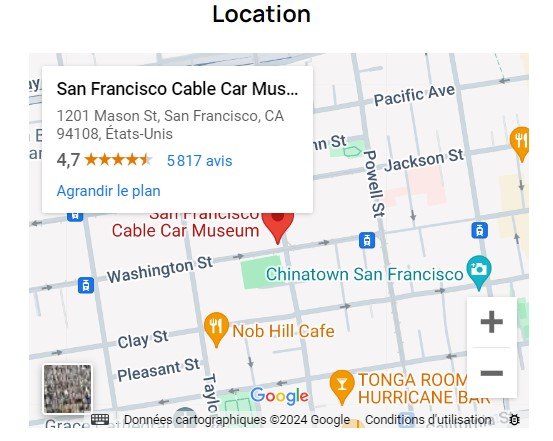 Location
San Francisco Cable Car Mus...
1201 Mason St, San Francisco, CA
94108, États-Unis
4,7
5 817 avis
Agrandir le plan
Pacific Ave
Jackson St
Powell St
San Francisco
Cable Car Museum
Washington St
Chinatown San Francisco
Clay St
Nob Hill Cafe
Pleasant St
Taylo
TONGA ROOM
HURRICANE BAR
Google
Grace
Données cartographiques ©2024 Google
Conditions d'utilisation